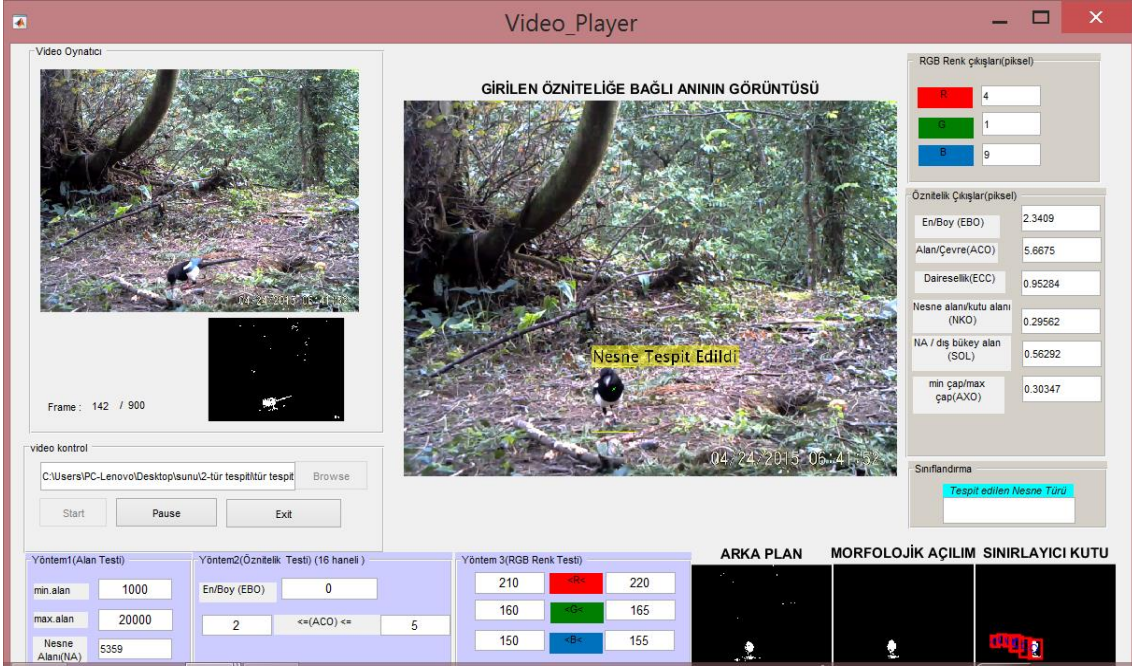 Video_Player
Video Oynatıcı
04-24-2015 06:41:52
Frame : 142 / 900
GİRİLEN ÖZNİTELİĞE BAĞLI ANININ GÖRÜNTÜSÜ
Nesne Tespit Edildi
04/24/2015 06:41:52
RGB Renk çıkışları(piksel)
R 4
G 1
B 9
Öznitelik Çıkışlar(piksel)
En/Boy (EBO) 2.3409
Alan/Çevre(ACO) 5.6675
Dairesellik(ECC) 0.95284
Nesne alanı/kutu alanı
(NKO) 0.29562
NA / dış bükey alan
(SOL) 0.56292
min çap/max
çap(AXO) 0.30347
Sınıflandırma
Tespit edilen Nesne Türü
video kontrol
C:\Users\PC-Lenovo\Desktop\sunu\2-tür tespiti\tür tespit
Browse
Start Pause Exit
Yöntem1(Alan Testi)
min.alan 1000
max.alan 20000
Nesne
Alanı(NA) 5359
Yöntem2(Öznitelik Testi) (16 haneli )
En/Boy (EBO) 0
2 <=(ACO) <= 5
Yöntem 3(RGB Renk Testi)
210 <R< 220
160 <G< 165
150 <B< 155
ARKA PLAN MORFOLOJİK AÇILIM SINIRLAYICI KUTU